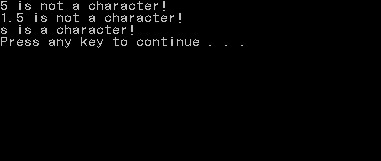 5 is not a character!
1.5 is not a character!
s is a character!
Press any key to continue . . .